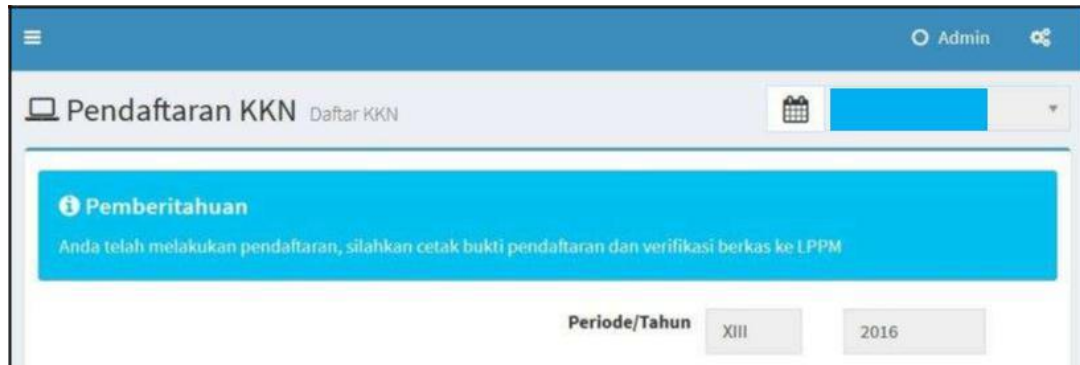 Admin
Pendaftaran KKN Daftar KKN
Pemberitahuan
Anda telah melakukan pendaftaran, silahkan cetak bukti pendaftaran dan verifikasi berkas ke LPPM
Periode/Tahun XIII 2016